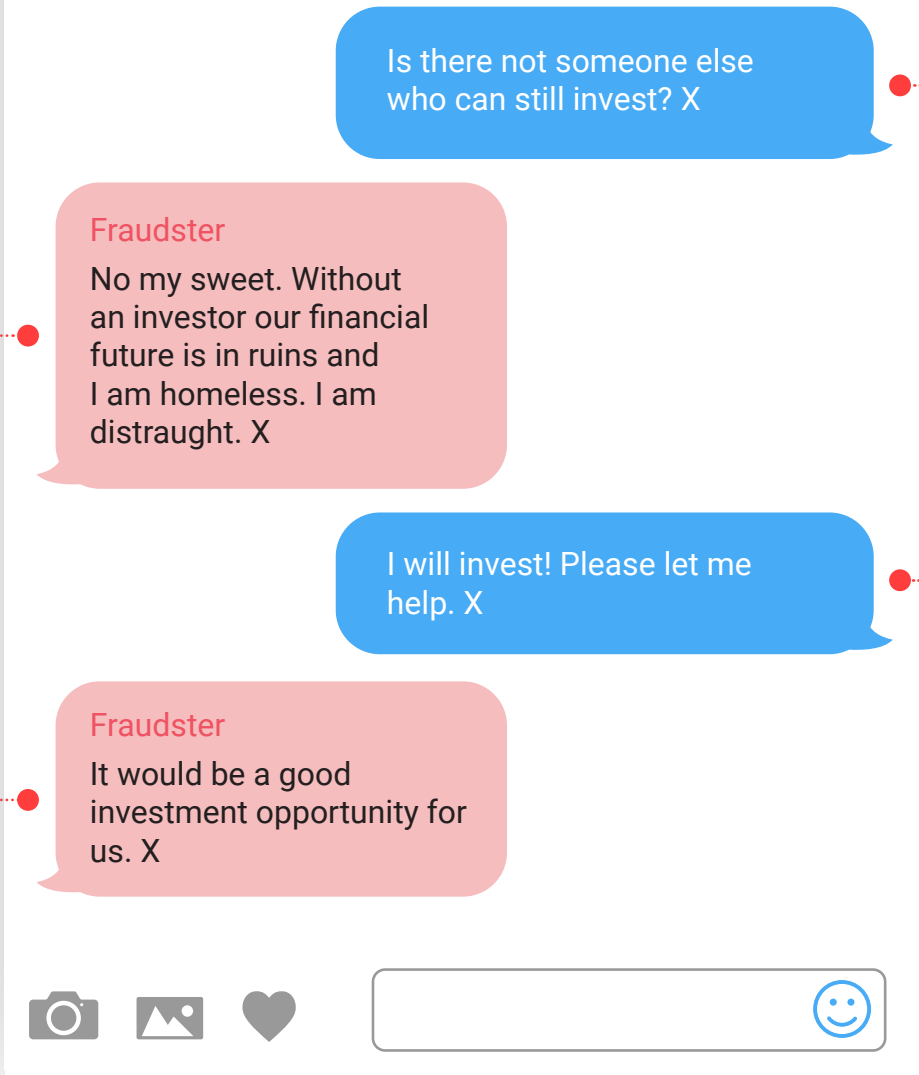 Is there not someone else
who can still invest? X
Fraudster
No my sweet. Without
an investor our financial
future is in ruins and
I am homeless. I am
distraught. X
I will invest! Please let me
help. X
Fraudster
It would be a good
investment opportunity for
us. X